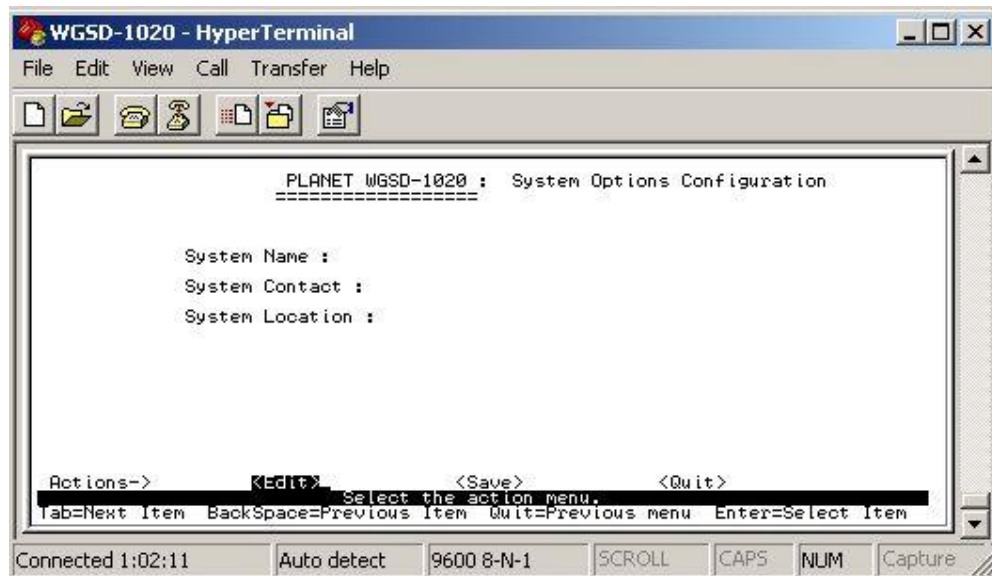 WGSD-1020 - HyperTerminal
File Edit View Call Transfer Help
PLANET WGSD-1020 : System Options Configuration
==================
System Name :
System Contact :
System Location :
Actions-> <Edit> <Save> <Quit>
Select the action menu.
Tab=Next Item BackSpace=Previous Item Quit=Previous menu Enter=Select Item
Connected 1:02:11 Auto detect 9600 8-N-1 SCROLL CAPS NUM Capture